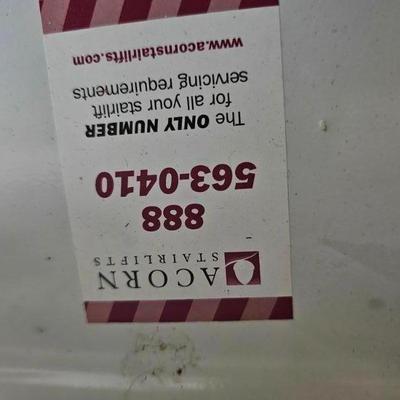 ACORN
STAIRLIFTS
888
563-0410
The ONLY NUMBER
for all your stairlift
servicing requirements
www.acornstairlifts.com